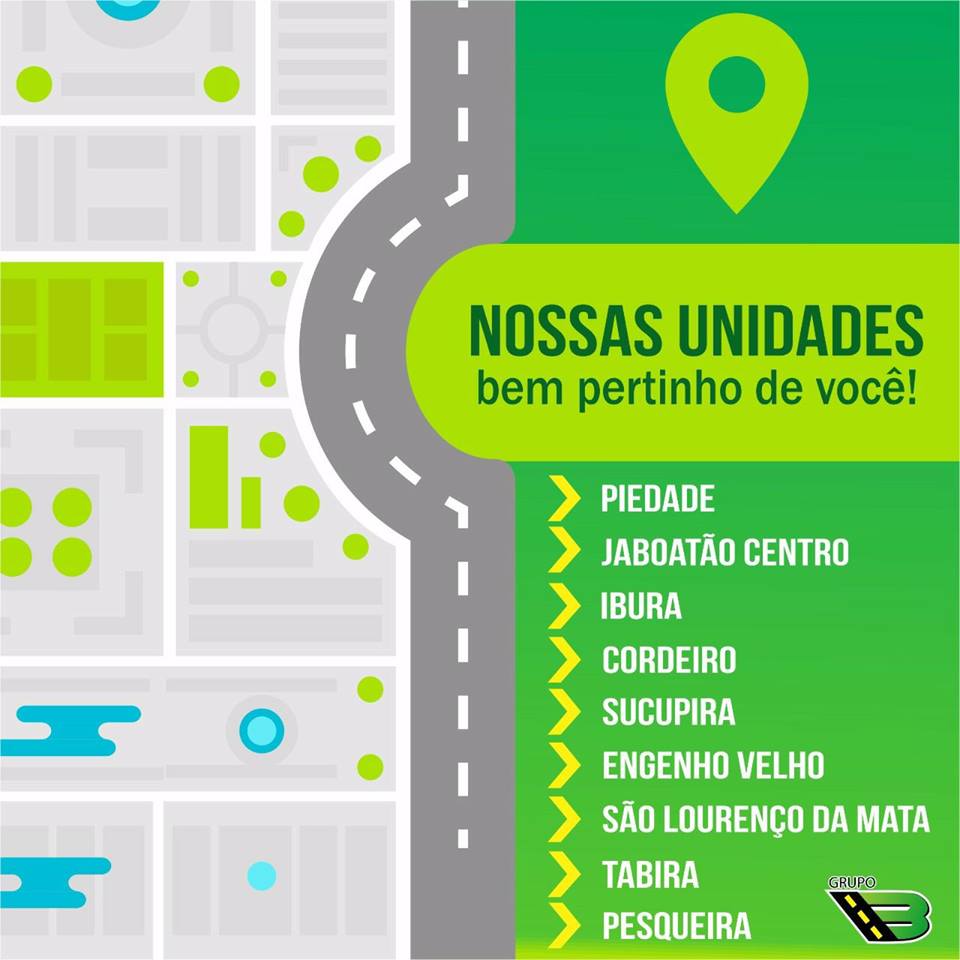 NOSSAS UNIDADES
bem pertinho de você!
PIEDADE
JABOATÃO CENTRO
IBURA
CORDEIRO
SUCUPIRA
ENGENHO VELHO
SÃO LOURENÇO DA MATA
TABIRA
PESQUEIRA
GRUPO
B